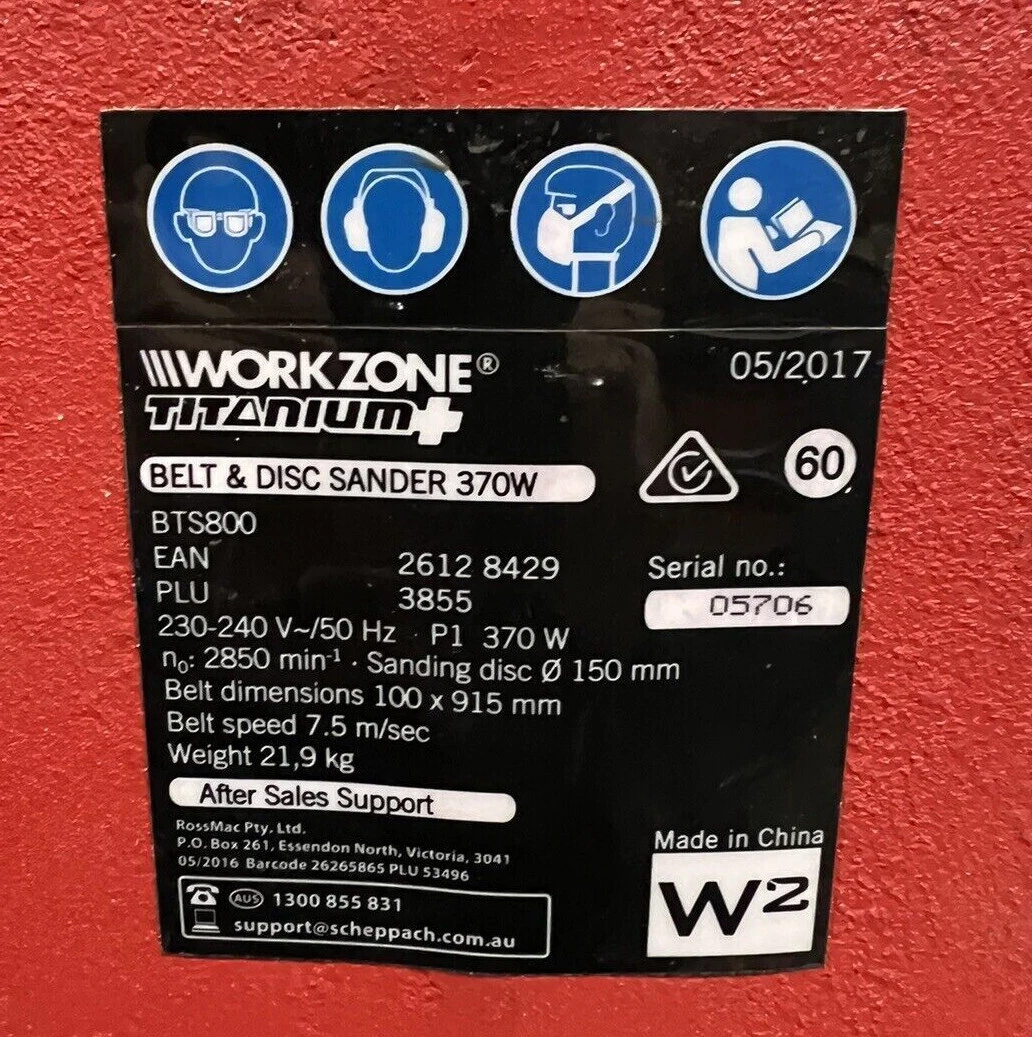 WORKZONE®
TITANIUM+
05/2017
60
BELT & DISC SANDER 370W
BTS800
EAN 2612 8429
PLU 3855
Serial no.:
05706
230-240 V~/50 Hz · P1 370 W
n₀: 2850 min⁻¹ · Sanding disc Ø 150 mm
Belt dimensions 100 x 915 mm
Belt speed 7.5 m/sec
Weight 21,9 kg
After Sales Support
RossMac Pty. Ltd.
P.O. Box 261, Essendon North, Victoria, 3041
05/2016 Barcode 26265865 PLU 53496
AUS 1300 855 831
support@scheppach.com.au
Made in China
W2